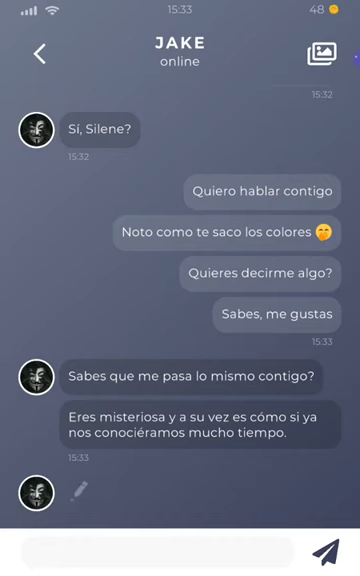 15:33
48
JAKE
online
15:32
Sí, Silene?
15:32
Quiero hablar contigo
Noto como te saco los colores
Quieres decirme algo?
Sabes, me gustas
15:33
Sabes que me pasa lo mismo contigo?
Eres misteriosa y a su vez es cómo si ya
nos conociéramos mucho tiempo.
15:33